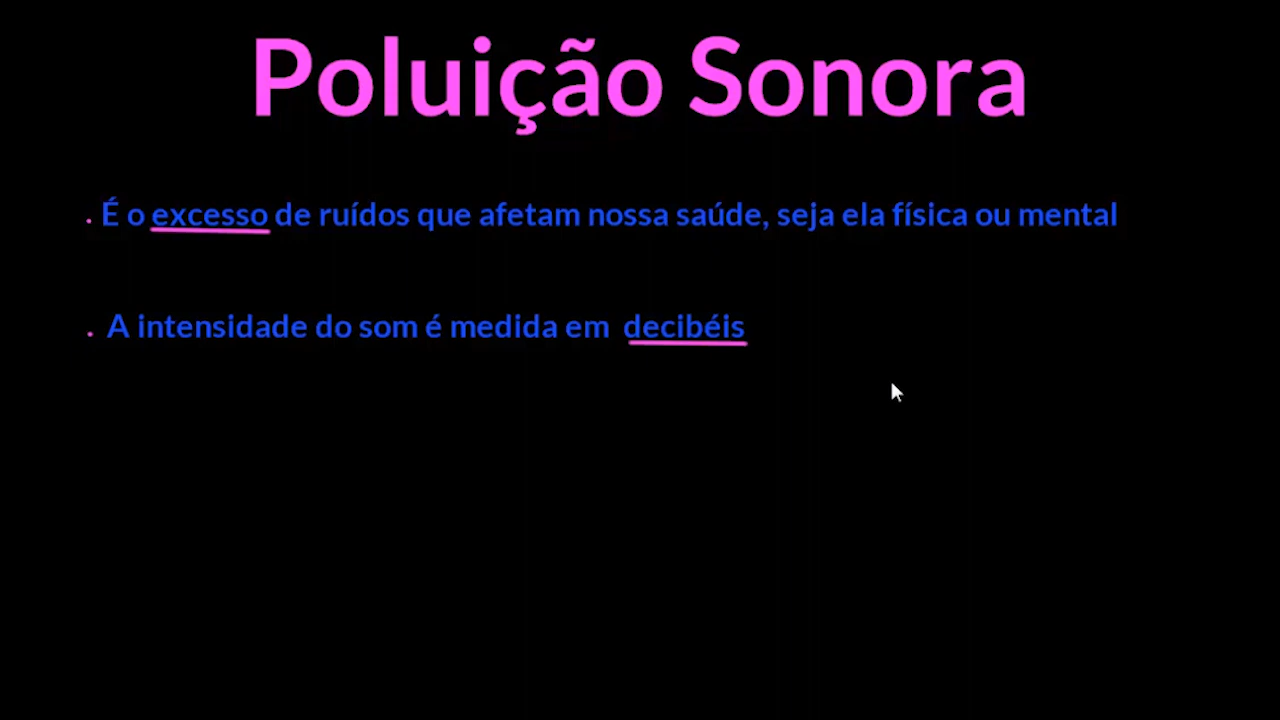 Poluição Sonora
. É o excesso de ruídos que afetam nossa saúde, seja ela física ou mental
. A intensidade do som é medida em decibéis